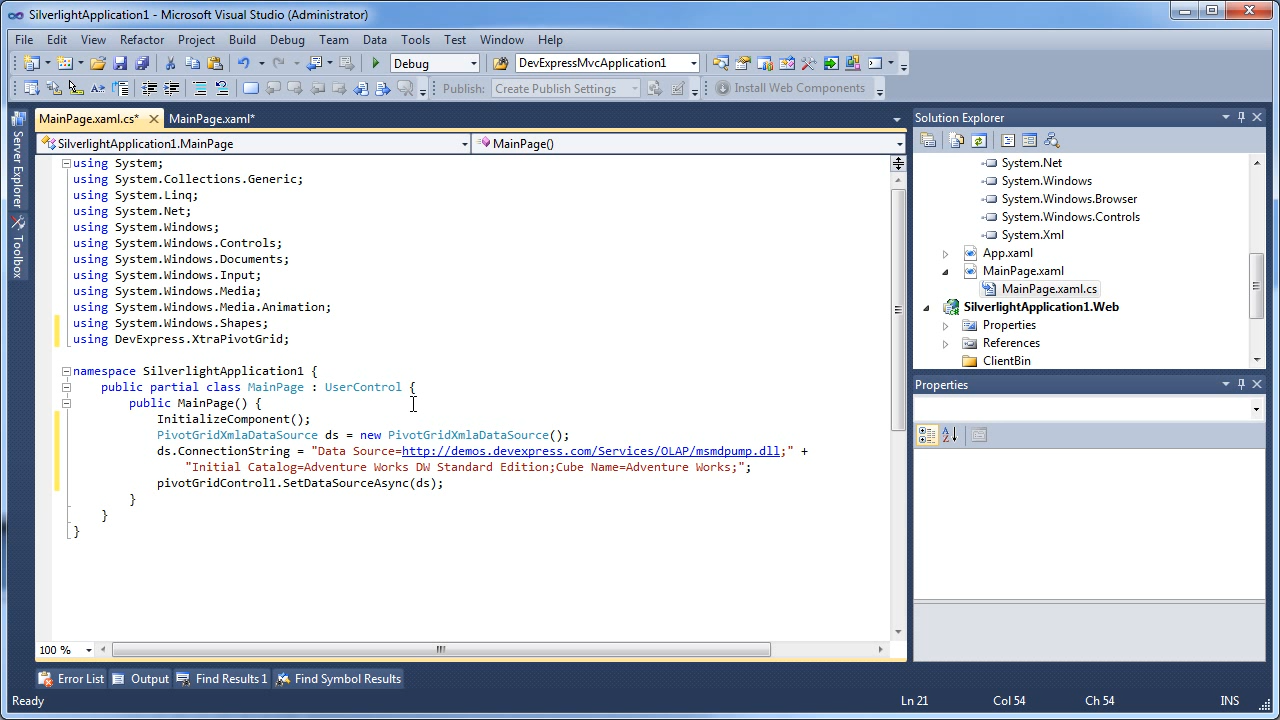 SilverlightApplication1 - Microsoft Visual Studio (Administrator)
File Edit View Refactor Project Build Debug Team Data Tools Test Window Help
Debug DevExpressMvcApplication1
Publish: Create Publish Settings Install Web Components
Server Explorer
Toolbox
MainPage.xaml.cs* MainPage.xaml*
SilverlightApplication1.MainPage MainPage()
using System;
using System.Collections.Generic;
using System.Linq;
using System.Net;
using System.Windows;
using System.Windows.Controls;
using System.Windows.Documents;
using System.Windows.Input;
using System.Windows.Media;
using System.Windows.Media.Animation;
using System.Windows.Shapes;
using DevExpress.XtraPivotGrid;
namespace SilverlightApplication1 {
public partial class MainPage : UserControl {
public MainPage() {
InitializeComponent();
PivotGridXmlaDataSource ds = new PivotGridXmlaDataSource();
ds.ConnectionString = "Data Source=http://demos.devexpress.com/Services/OLAP/msmdpump.dll;" +
"Initial Catalog=Adventure Works DW Standard Edition;Cube Name=Adventure Works;";
pivotGridControl1.SetDataSourceAsync(ds);
}
}
}
100 %
Solution Explorer
System.Net
System.Windows
System.Windows.Browser
System.Windows.Controls
System.Xml
App.xaml
MainPage.xaml
MainPage.xaml.cs
SilverlightApplication1.Web
Properties
References
ClientBin
Properties
Error List Output Find Results 1 Find Symbol Results
Ready Ln 21 Col 54 Ch 54 INS